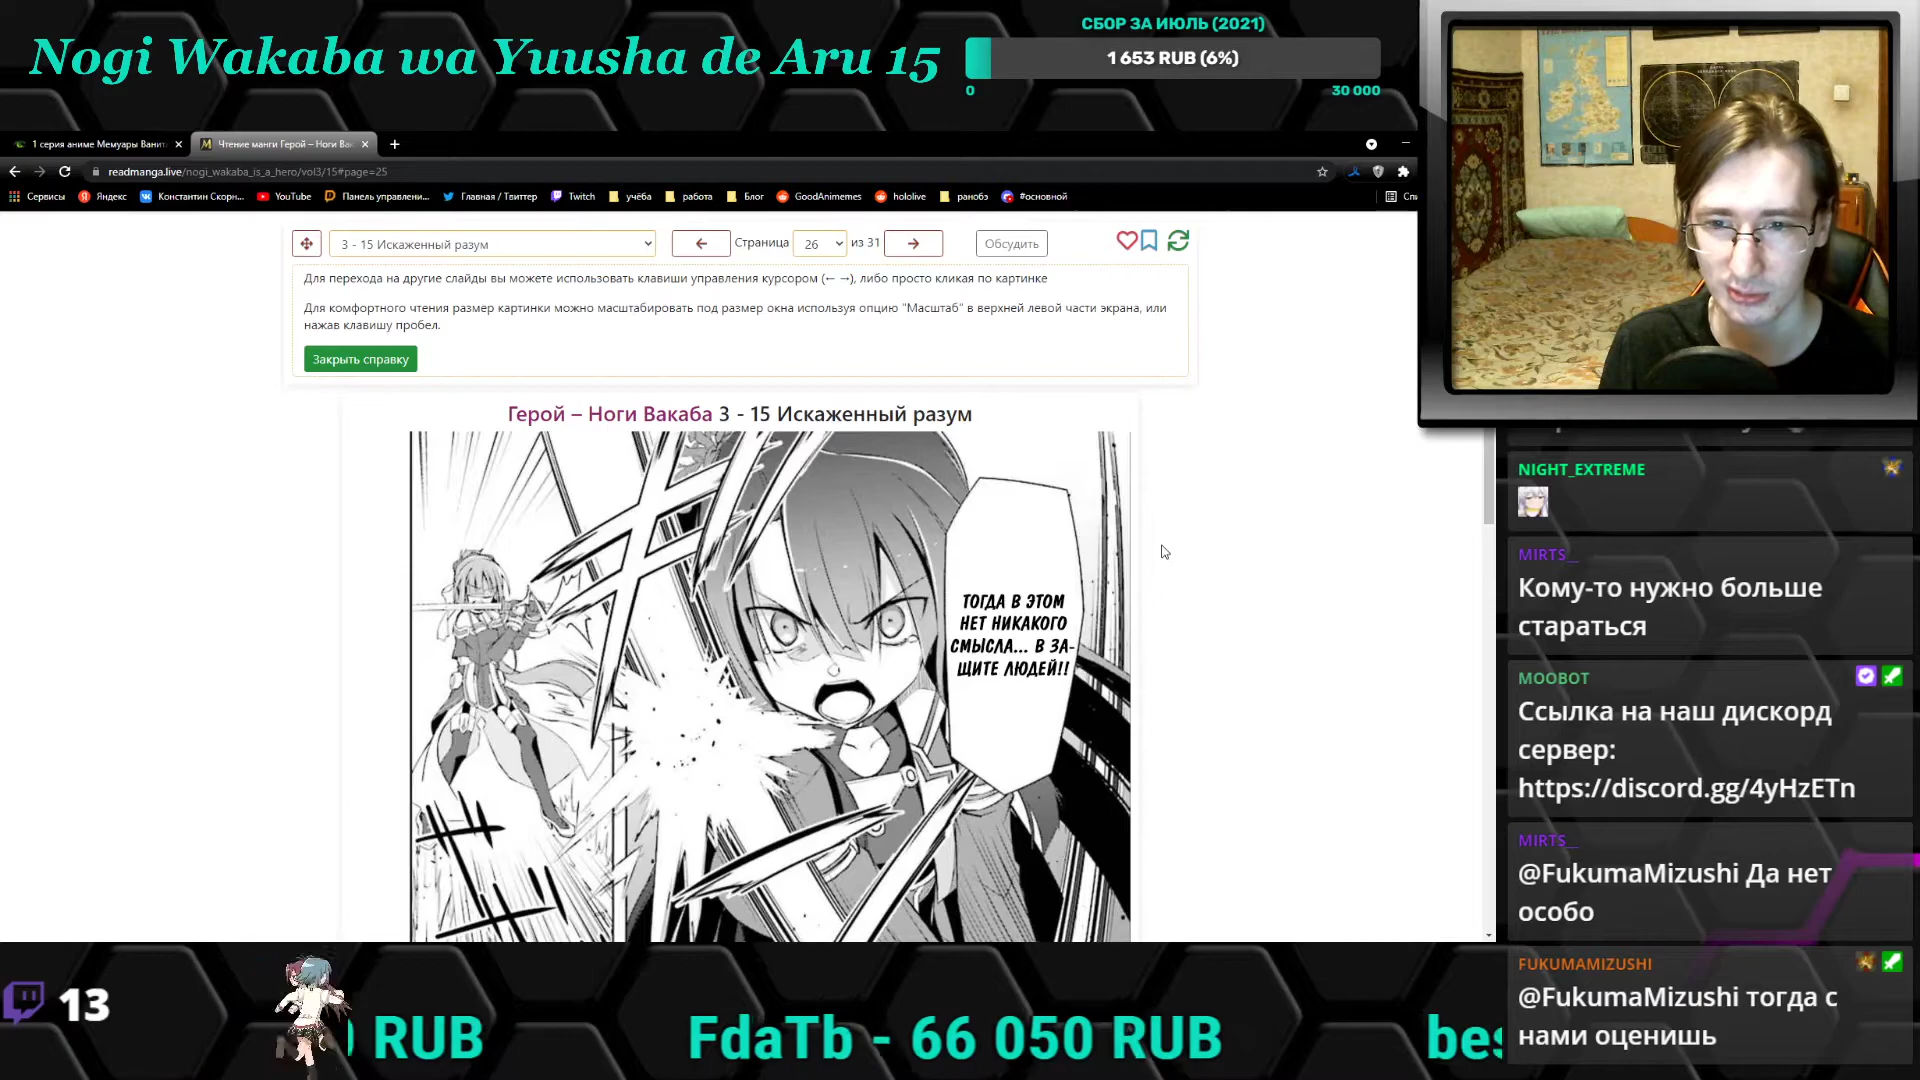 Nogi Wakaba wa Yuusha de Aru 15
СБОР ЗА ИЮЛЬ (2021)
1 653 RUB (6%)
0
30 000
1 серия аниме Мемуары Ванит
Чтение манги Герой – Ноги Вак
readmanga.live/nogi_wakaba_is_a_hero/vol3/15#page=25
Сервисы
Яндекс
Константин Скорн...
YouTube
Панель управлени...
Главная / Твиттер
Twitch
учёба
работа
Блог
GoodAnimemes
hololive
ранобэ
#основной
3 - 15 Искаженный разум
Страница
26
из 31
Обсудить
Для перехода на другие слайды вы можете использовать клавиши управления курсором (← →), либо просто кликая по картинке
Для комфортного чтения размер картинки можно масштабировать под размер окна используя опцию "Масштаб" в верхней левой части экрана, или
нажав клавишу пробел.
Закрыть справку
Герой – Ноги Вакаба 3 - 15 Искаженный разум
ТОГДА В ЭТОМ
НЕТ НИКАКОГО
СМЫСЛА... В ЗА-
ЩИТЕ ЛЮДЕЙ!!
NIGHT_EXTREME
MIRTS__
Кому-то нужно больше
стараться
MOOBOT
Ссылка на наш дискорд
сервер:
https://discord.gg/4yHzETn
MIRTS__
@FukumaMizushi Да нет
особо
FUKUMAMIZUSHI
@FukumaMizushi тогда с
нами оценишь
13
RUB
FdaTb - 66 050 RUB